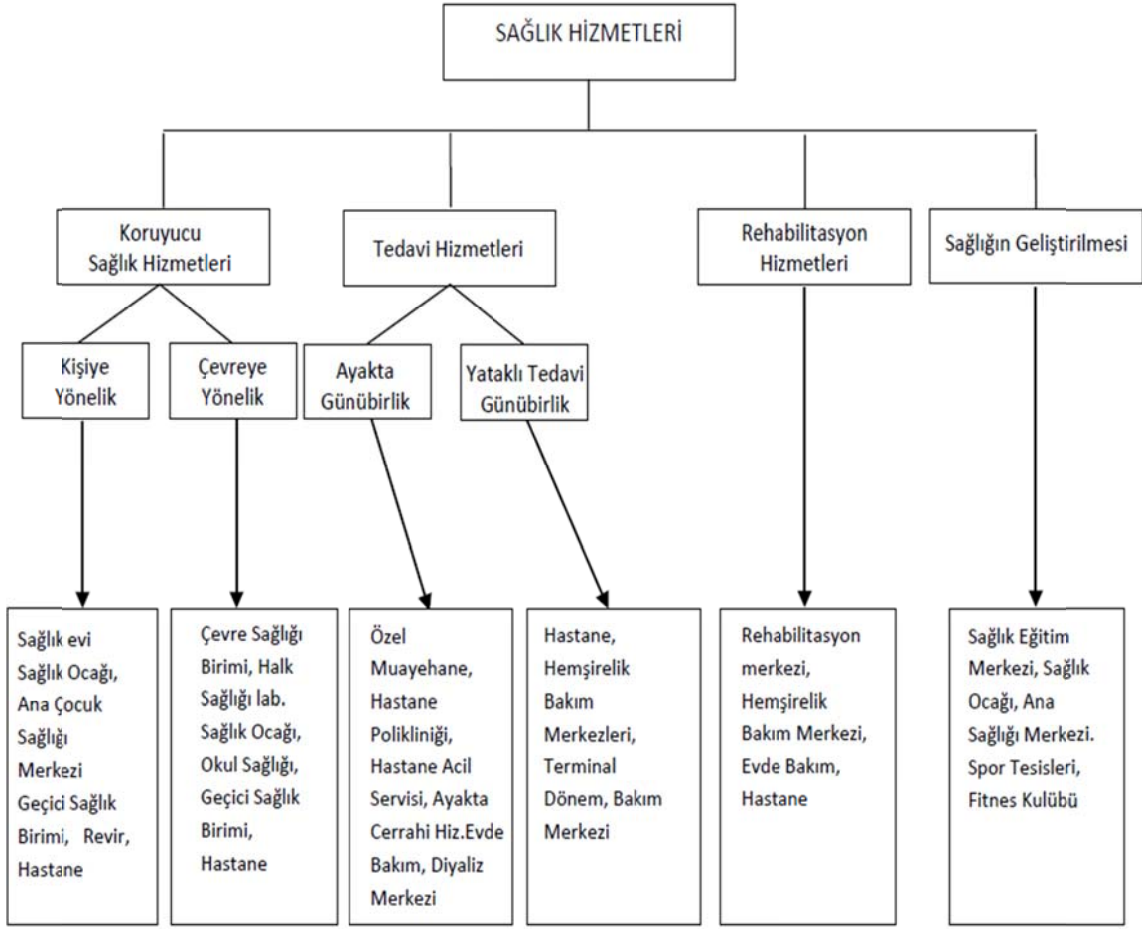 SAĞLIK HİZMETLERİ
Koruyucu
Sağlık Hizmetleri
Tedavi Hizmetleri
Rehabilitasyon
Hizmetleri
Sağlığın Geliştirilmesi
Kişiye
Yönelik
Çevreye
Yönelik
Ayakta
Günübirlik
Yataklı Tedavi
Günübirlik
Sağlık evi
Sağlık Ocağı,
Ana Çocuk
Sağlığı
Merkezi
Geçici Sağlık
Birimi, Revir,
Hastane
Çevre Sağlığı
Birimi, Halk
Sağlığı lab.
Sağlık Ocağı,
Okul Sağlığı,
Geçici Sağlık
Birimi,
Hastane
Özel
Muayehane,
Hastane
Polikliniği,
Hastane Acil
Servisi, Ayakta
Cerrahi Hiz.Evde
Bakım, Diyaliz
Merkezi
Hastane,
Hemşirelik
Bakım
Merkezleri,
Terminal
Dönem, Bakım
Merkezi
Rehabilitasyon
merkezi,
Hemşirelik
Bakım Merkezi,
Evde Bakım,
Hastane
Sağlık Eğitim
Merkezi, Sağlık
Ocağı, Ana
Sağlığı Merkezi.
Spor Tesisleri,
Fitnes Kulübü